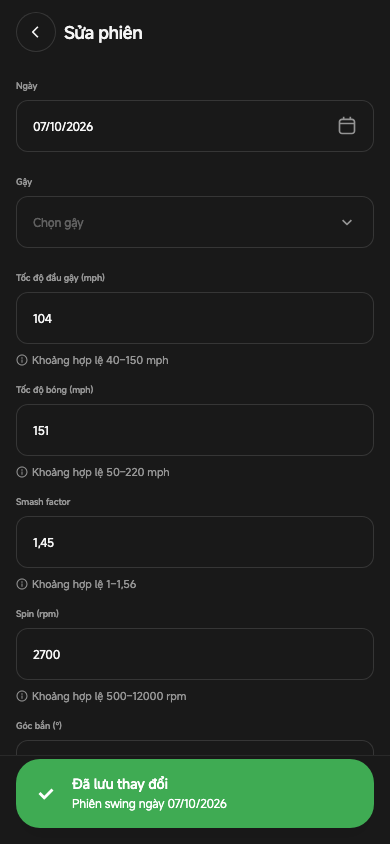 Sửa phiên
Ngày
07/10/2026
Gậy
Chọn gậy
Tốc độ đầu gậy (mph)
104
Khoảng hợp lệ 40–150 mph
Tốc độ bóng (mph)
151
Khoảng hợp lệ 50–220 mph
Smash factor
1,45
Khoảng hợp lệ 1–1,56
Spin (rpm)
2700
Khoảng hợp lệ 500–12000 rpm
Góc bắn (°)
Đã lưu thay đổi
Phiên swing ngày 07/10/2026